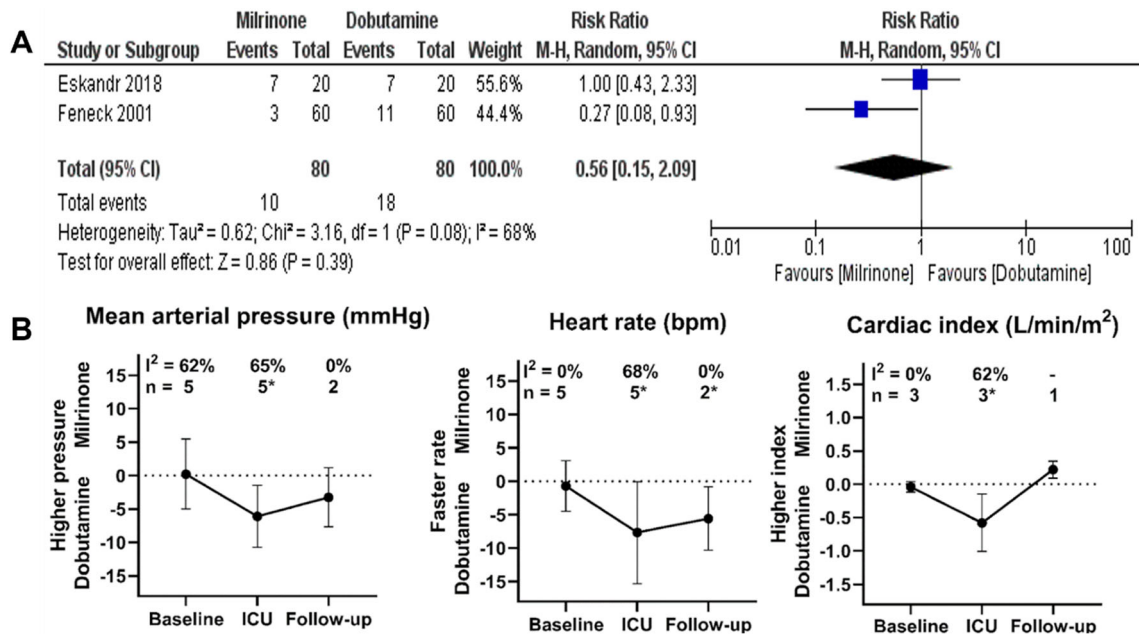 A
Milrinone Dobutamine Risk Ratio Risk Ratio
Study or Subgroup Events Total Events Total Weight M-H, Random, 95% CI M-H, Random, 95% CI
Eskandr 2018 7 20 7 20 55.6% 1.00 [0.43, 2.33]
Feneck 2001 3 60 11 60 44.4% 0.27 [0.08, 0.93]
Total (95% CI) 80 80 100.0% 0.56 [0.15, 2.09]
Total events 10 18
Heterogeneity: Tau² = 0.62; Chi² = 3.16, df = 1 (P = 0.08); I² = 68%
Test for overall effect: Z = 0.86 (P = 0.39)
0.01 0.1 1 10 100
Favours [Milrinone] Favours [Dobutamine]
B
Mean arterial pressure (mmHg)
I² = 62% 65% 0%
n = 5 5* 2
Higher pressure
Dobutamine Milrinone
15
10
5
0
-5
-10
-15
Baseline ICU Follow-up
Heart rate (bpm)
I² = 0% 68% 0%
n = 5 5* 2*
Faster rate
Dobutamine Milrinone
15
10
5
0
-5
-10
-15
Baseline ICU Follow-up
Cardiac index (L/min/m²)
I² = 0% 62% -
n = 3 3* 1
Higher index
Dobutamine Milrinone
1.5
1.0
0.5
0.0
-0.5
-1.0
-1.5
Baseline ICU Follow-up